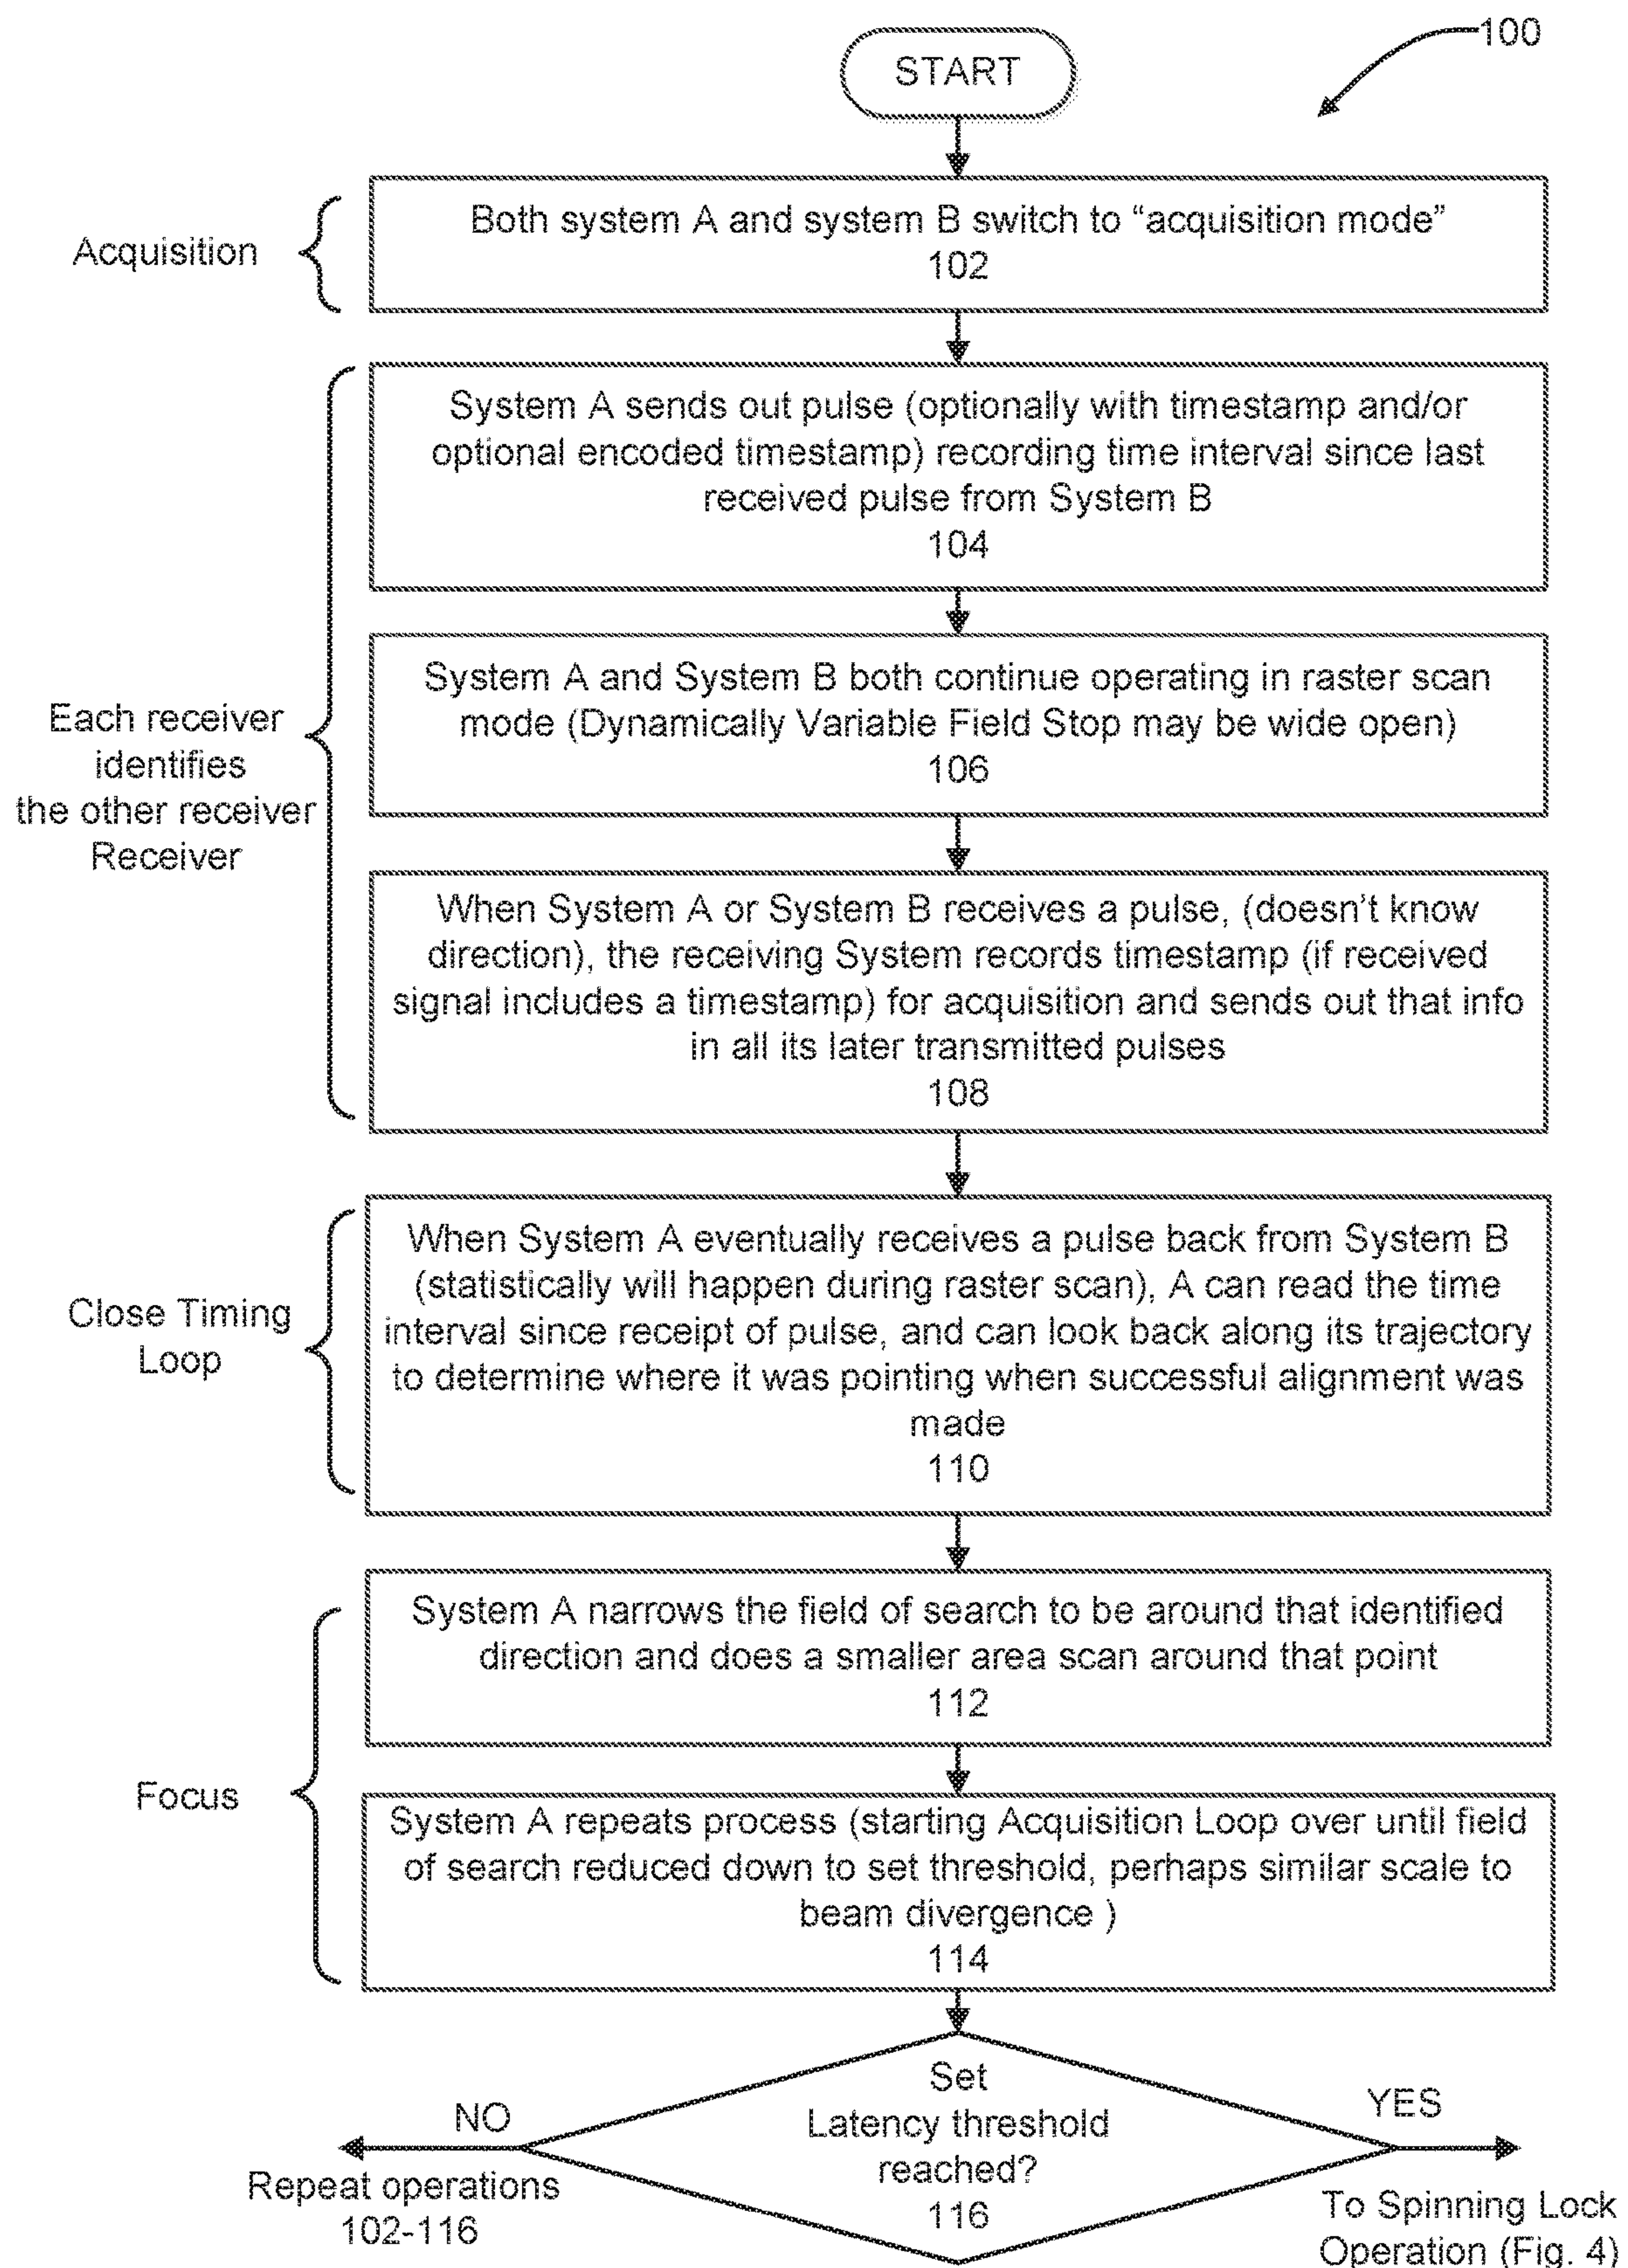 100
START
Acquisition
Both system A and system B switch to “acquisition mode”
102
System A sends out pulse (optionally with timestamp and/or
optional encoded timestamp) recording time interval since last
received pulse from System B
104
Each receiver
identifies
the other receiver
Receiver
System A and System B both continue operating in raster scan
mode (Dynamically Variable Field Stop may be wide open)
106
When System A or System B receives a pulse, (doesn’t know
direction), the receiving System records timestamp (if received
signal includes a timestamp) for acquisition and sends out that info
in all its later transmitted pulses
108
Close Timing
Loop
When System A eventually receives a pulse back from System B
(statistically will happen during raster scan), A can read the time
interval since receipt of pulse, and can look back along its trajectory
to determine where it was pointing when successful alignment was
made
110
Focus
System A narrows the field of search to be around that identified
direction and does a smaller area scan around that point
112
System A repeats process (starting Acquisition Loop over until field
of search reduced down to set threshold, perhaps similar scale to
beam divergence )
114
Set
Latency threshold
reached?
116
NO
Repeat operations
102-116
YES
To Spinning Lock
Operation (Fig. 4)